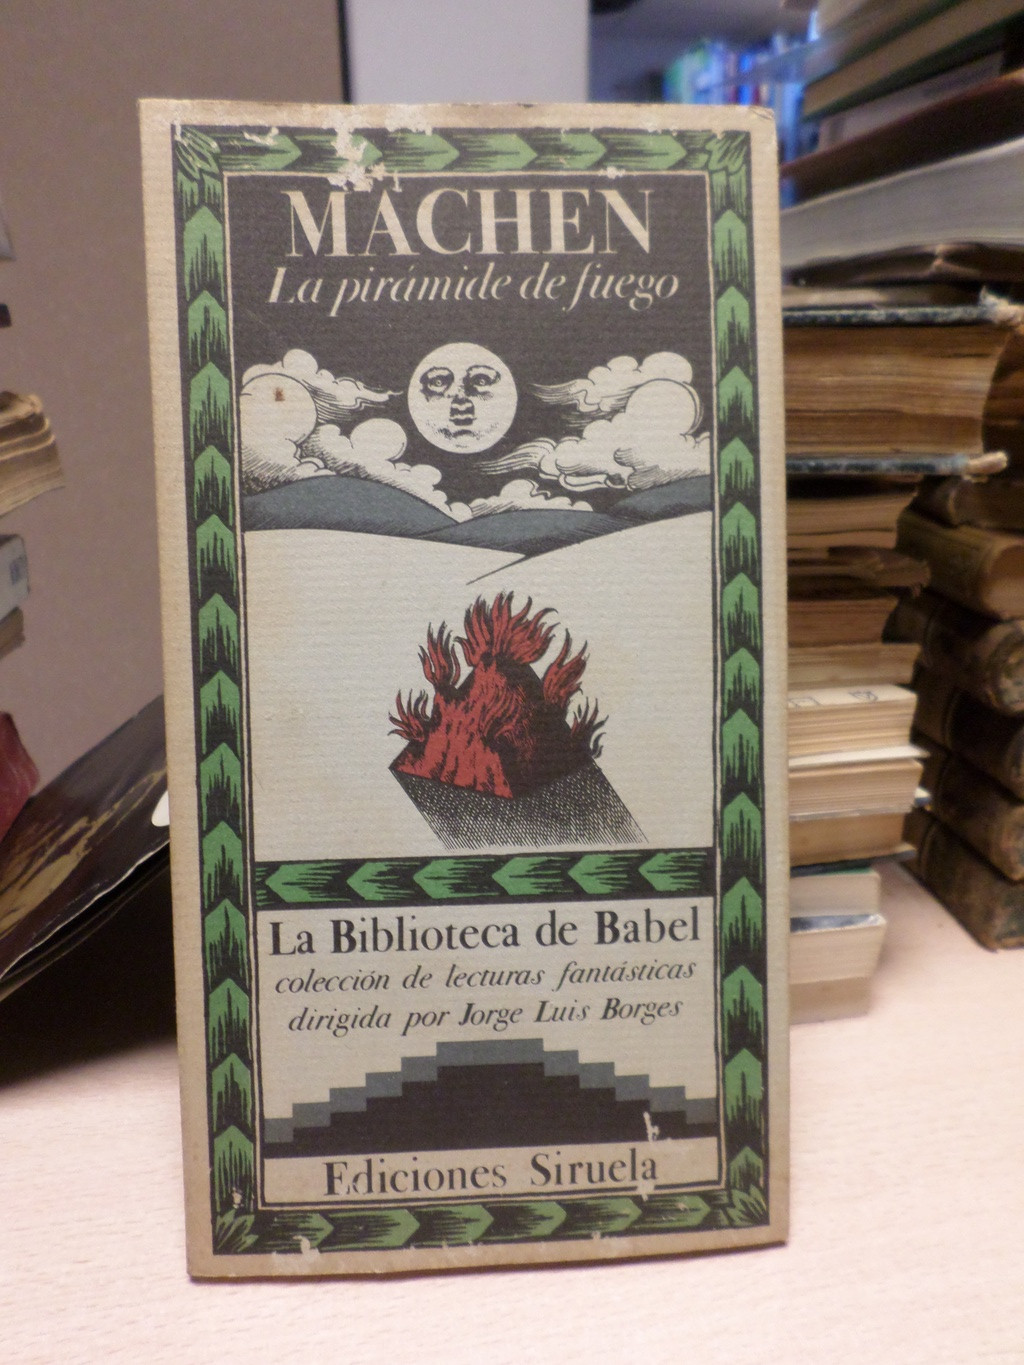 MACHEN
La pirámide de fuego
La Biblioteca de Babel
colección de lecturas fantásticas
dirigida por Jorge Luis Borges
Ediciones Siruela